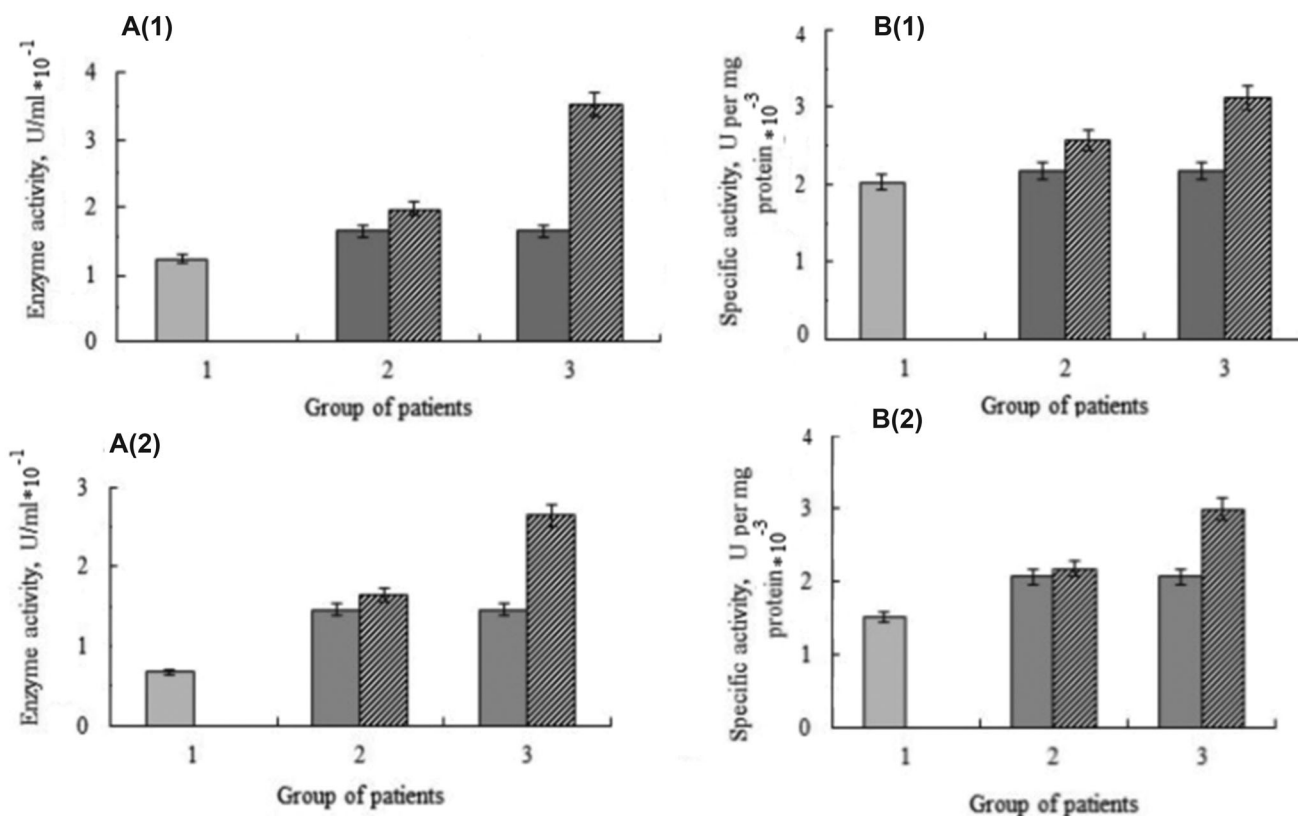 A(1)
Enzyme activity, U/ml*10⁻¹
4
3
2
1
0
1 2 3
Group of patients
B(1)
Specific activity, U per mg
protein*10⁻³
4
3
2
1
0
1 2 3
Group of patients
A(2)
Enzyme activity, U/ml*10⁻¹
3
2
1
0
1 2 3
Group of patients
B(2)
Specific activity, U per mg
protein*10⁻³
4
3
2
1
0
1 2 3
Group of patients